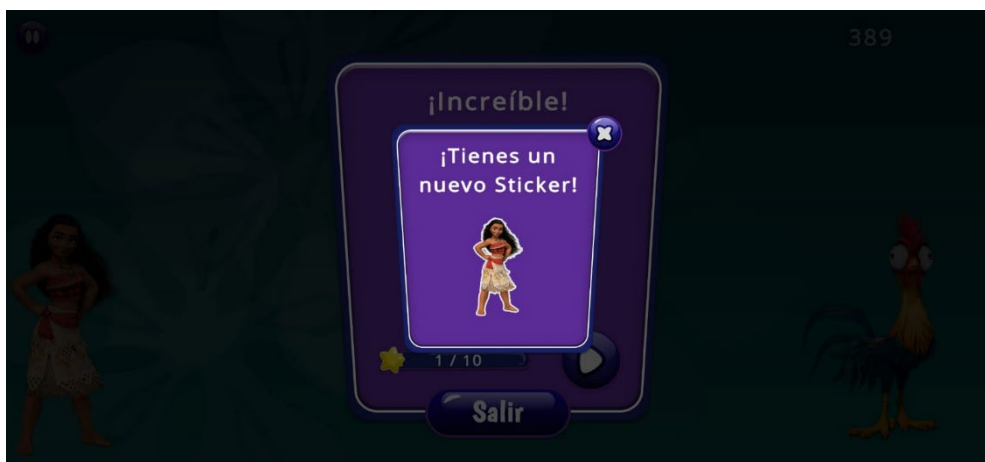 389
¡Increíble!
¡Tienes un
nuevo Sticker!
1 / 10
Salir